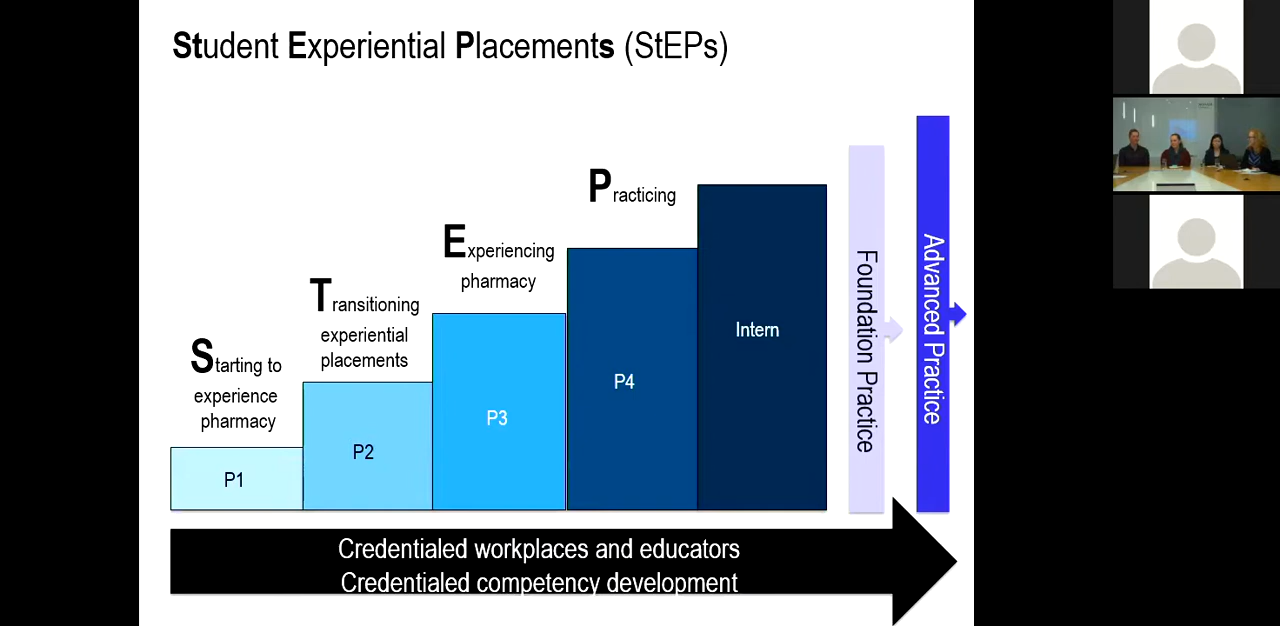 Student Experiential Placements (StEPs)
Practicing
Experiencing
pharmacy
Transitioning
experiential
placements
Starting to
experience
pharmacy
P1
P2
P3
P4
Intern
Foundation Practice
Advanced Practice
Credentialed workplaces and educators
Credentialed competency development